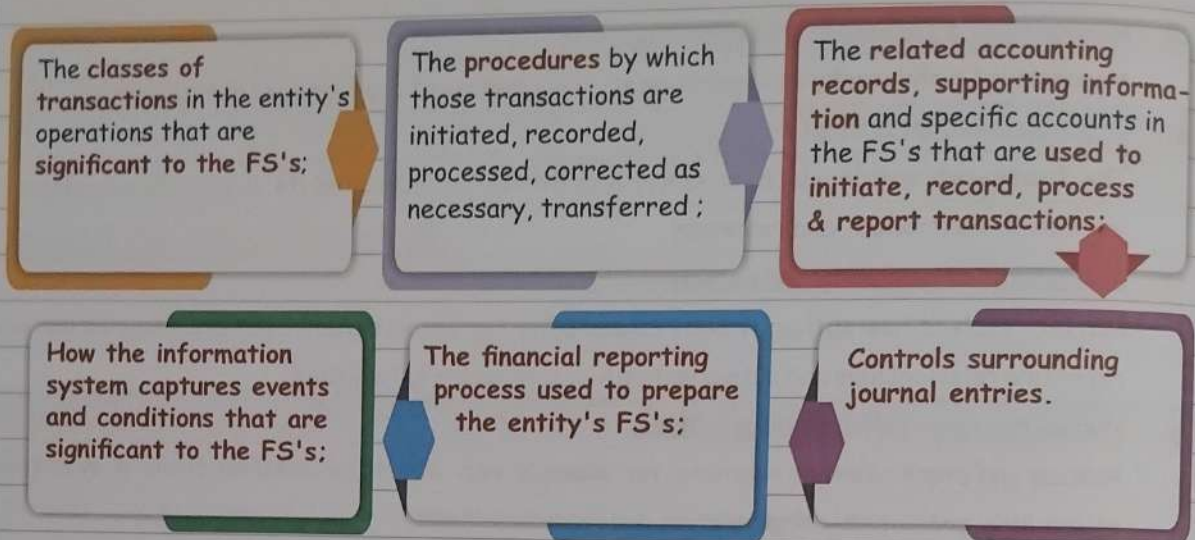 The classes of
transactions in the entity's
operations that are
significant to the FS's;
The procedures by which
those transactions are
initiated, recorded,
processed, corrected as
necessary, transferred ;
The related accounting
records, supporting informa-
tion and specific accounts in
the FS's that are used to
initiate, record, process
& report transactions;
How the information
system captures events
and conditions that are
significant to the FS's;
The financial reporting
process used to prepare
the entity's FS's;
Controls surrounding
journal entries.